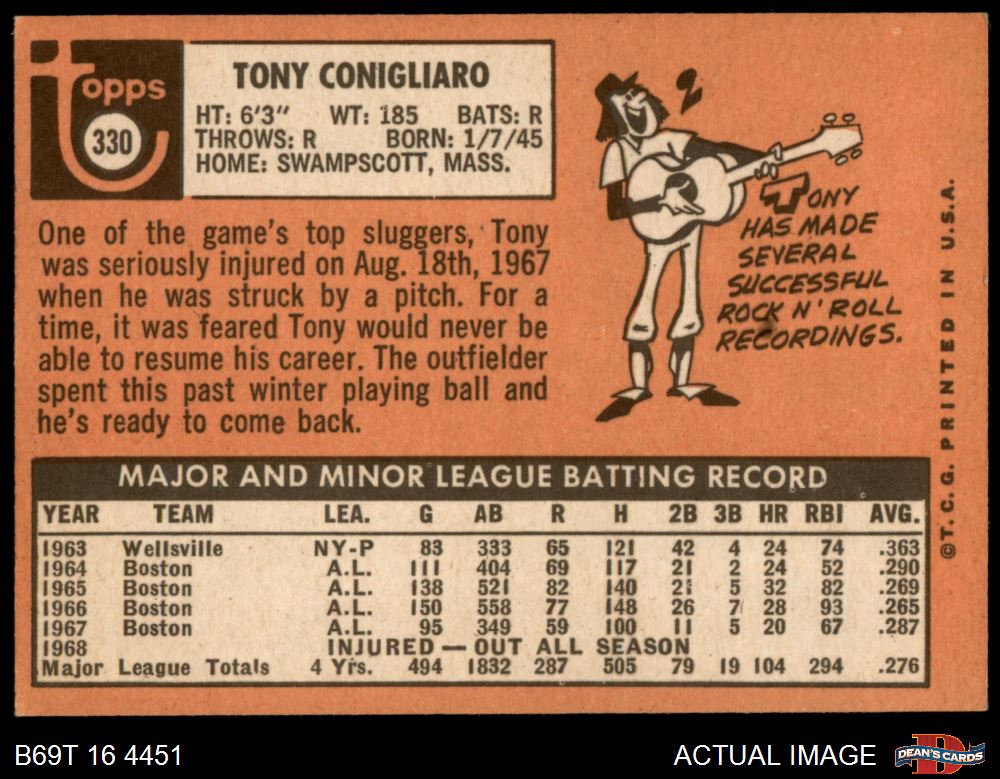 Topps
330
TONY CONIGLIARO
HT: 6'3" WT: 185 BATS: R
THROWS: R BORN: 1/7/45
HOME: SWAMPSCOTT, MASS.
One of the game's top sluggers, Tony
was seriously injured on Aug. 18th, 1967
when he was struck by a pitch. For a
time, it was feared Tony would never be
able to resume his career. The outfielder
spent this past winter playing ball and
he's ready to come back.
TONY
HAS MADE
SEVERAL
SUCCESSFUL
ROCK N' ROLL
RECORDINGS.
©T.C.G. PRINTED IN U.S.A.
MAJOR AND MINOR LEAGUE BATTING RECORD
YEAR TEAM LEA. G AB R H 2B 3B HR RBI AVG.
1963 Wellsville NY-P 83 333 65 121 42 4 24 74 .363
1964 Boston A.L. 111 404 69 117 21 2 24 52 .290
1965 Boston A.L. 138 521 82 140 21 5 32 82 .269
1966 Boston A.L. 150 558 77 148 26 7 28 93 .265
1967 Boston A.L. 95 349 59 100 11 5 20 67 .287
1968 INJURED — OUT ALL SEASON
Major League Totals 4 Yrs. 494 1832 287 505 79 19 104 294 .276
B69T 16 4451
ACTUAL IMAGE
DEAN'S CARDS